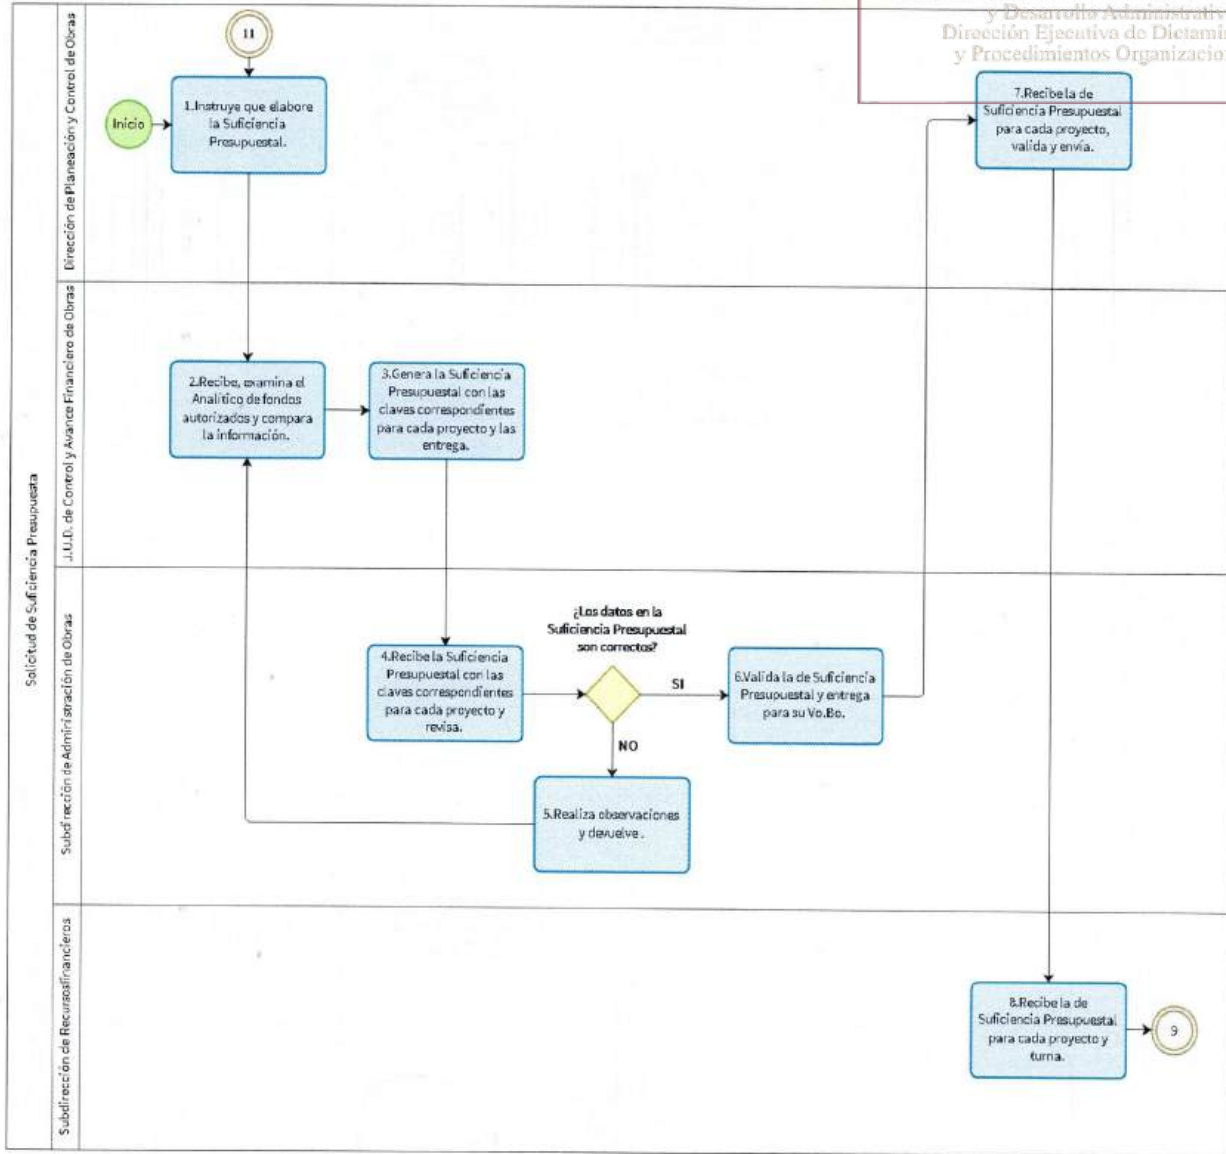 y Desarrollo Administrativ
Dirección Ejecutiva de Dictami
y Procedimientos Organizacio
Solicitud de Suficiencia Presupuesta
Dirección de Planeación y Control de Obras
11
Inicio
1.Instruye que elabore
la Suficiencia
Presupuestal.
7.Recibe la de
Suficiencia Presupuestal
para cada proyecto,
valida y envía.
J.U.D. de Control y Avance Financiero de Obras
2.Recibe, examina el
Analítico de fondos
autorizados y compara
la información.
3.Genera la Suficiencia
Presupuestal con las
claves correspondientes
para cada proyecto y las
entrega.
Subdirección de Administración de Obras
4.Recibe la Suficiencia
Presupuestal con las
claves correspondientes
para cada proyecto y
revisa.
¿Los datos en la
Suficiencia Presupuestal
son correctos?
SI
NO
6.Valida la de Suficiencia
Presupuestal y entrega
para su Vo.Bo.
5.Realiza observaciones
y devuelve .
Subdirección de Recursosfinancieros
8.Recibe la de
Suficiencia Presupuestal
para cada proyecto y
turna.
9